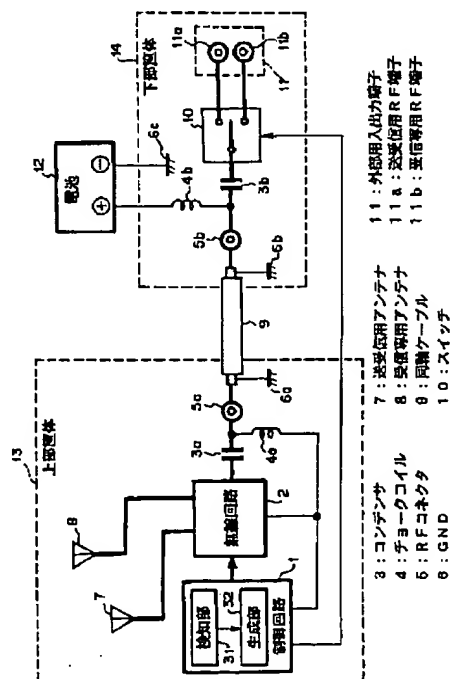 13
上部筐体
8
7
検知部
31
32
生成部
制御回路
1
無線回路
2
3a
4a
5a
6a
9
14
下部筐体
12
電池
4b
6c
5b
6b
3b
10
11a
11b
11
3:コンデンサ
4:チョークコイル
5:RFコネクタ
6:GND
7:送受信用アンテナ
8:受信専用アンテナ
9:同軸ケーブル
10:スイッチ
11:外部用入出力端子
11a:送受信用RF端子
11b:受信専用RF端子